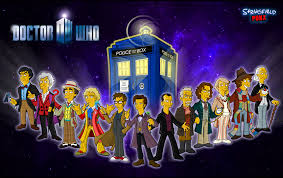 DOCTOR WHO
SPRINGFIELD
PUNX
POLICE BOX